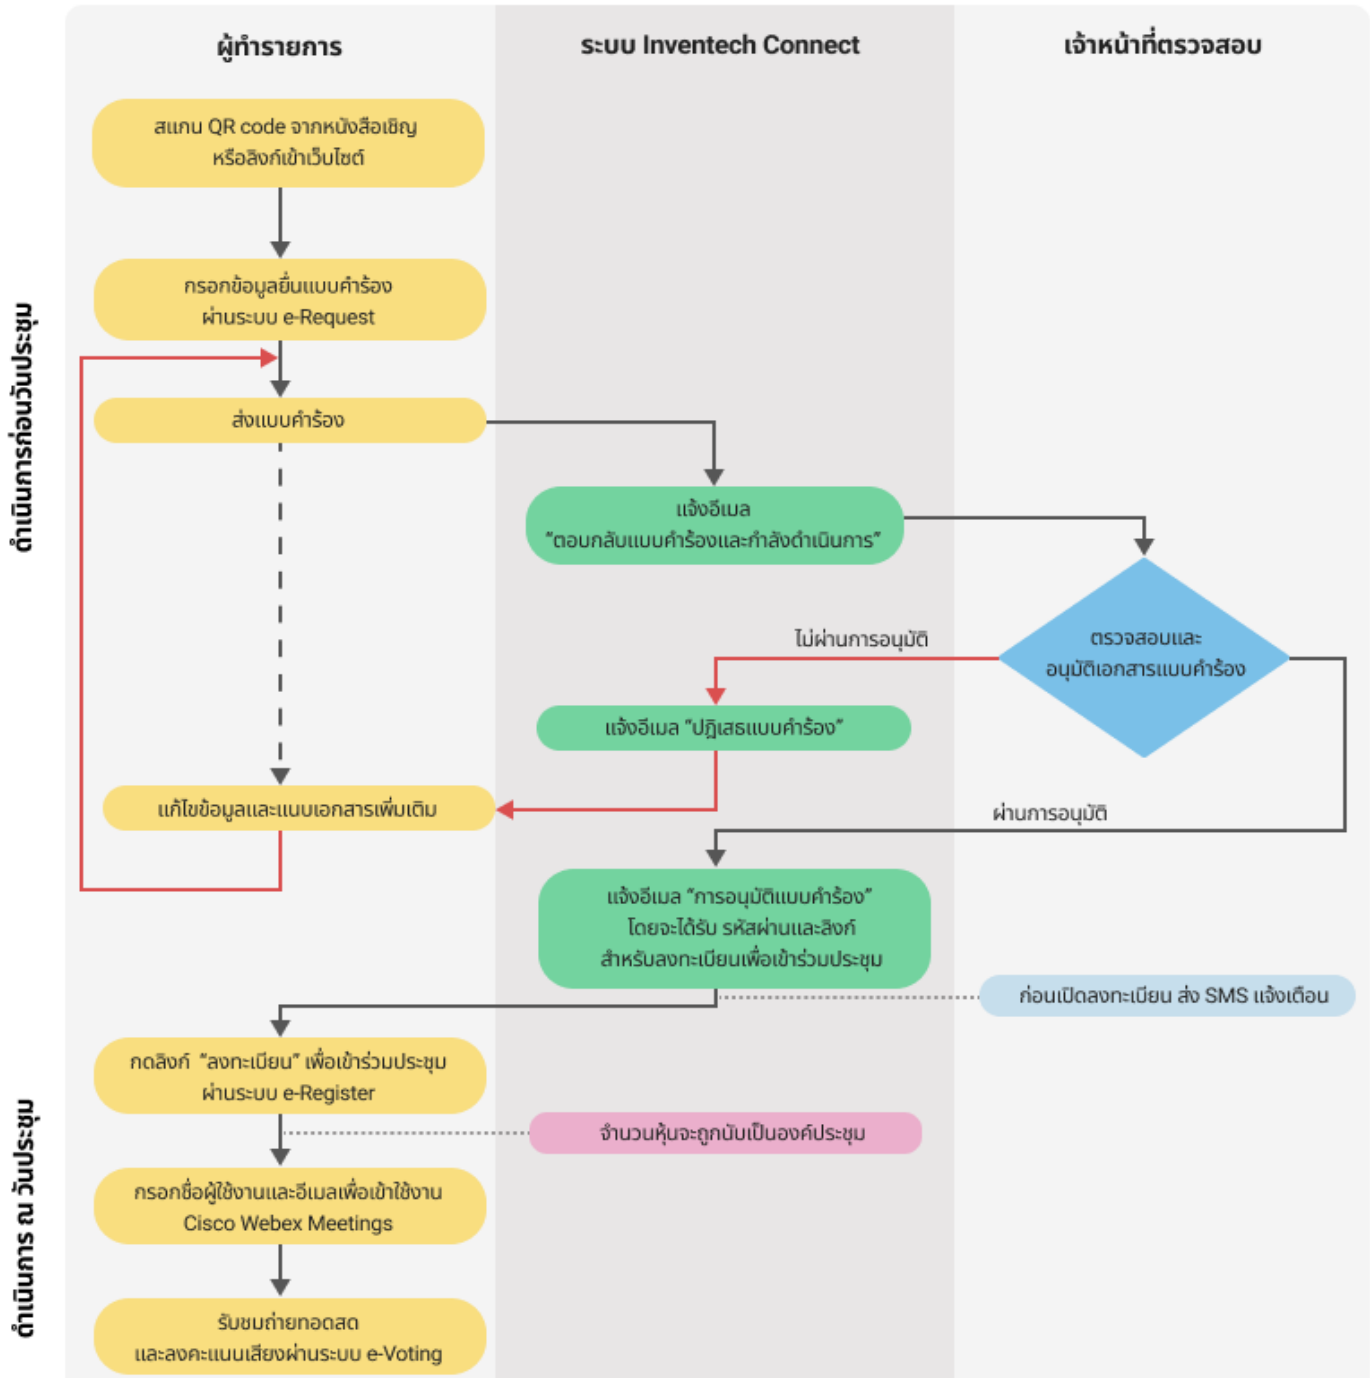 ผู้ทำรายการ
ระบบ Inventech Connect
เจ้าหน้าที่ตรวจสอบ
ดำเนินการก่อนวันประชุม
สแกน QR code จากหนังสือเชิญ
หรือลิงก์เข้าเว็บไซต์
กรอกข้อมูลยื่นแบบคำร้อง
ผ่านระบบ e-Request
ส่งแบบคำร้อง
แจ้งอีเมล
“ตอบกลับแบบคำร้องและกำลังดำเนินการ”
ตรวจสอบและ
อนุมัติเอกสารแบบคำร้อง
ไม่ผ่านการอนุมัติ
แจ้งอีเมล “ปฏิเสธแบบคำร้อง”
แก้ไขข้อมูลและแนบเอกสารเพิ่มเติม
ผ่านการอนุมัติ
แจ้งอีเมล “การอนุมัติแบบคำร้อง”
โดยจะได้รับ รหัสผ่านและลิงก์
สำหรับลงทะเบียนเพื่อเข้าร่วมประชุม
ก่อนเปิดลงทะเบียน ส่ง SMS แจ้งเตือน
ดำเนินการ ณ วันประชุม
กดลิงก์ “ลงทะเบียน” เพื่อเข้าร่วมประชุม
ผ่านระบบ e-Register
จำนวนหุ้นจะถูกนับเป็นองค์ประชุม
กรอกชื่อผู้ใช้งานและอีเมลเพื่อเข้าใช้งาน
Cisco Webex Meetings
รับชมถ่ายทอดสด
และลงคะแนนเสียงผ่านระบบ e-Voting